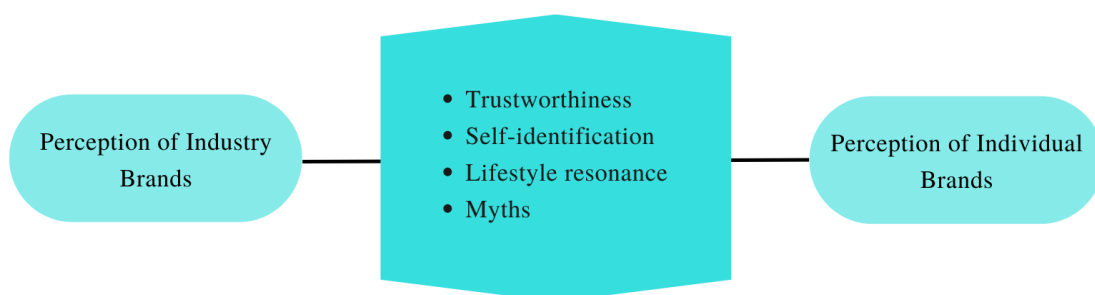 Perception of Industry
Brands
• Trustworthiness
• Self-identification
• Lifestyle resonance
• Myths
Perception of Individual
Brands